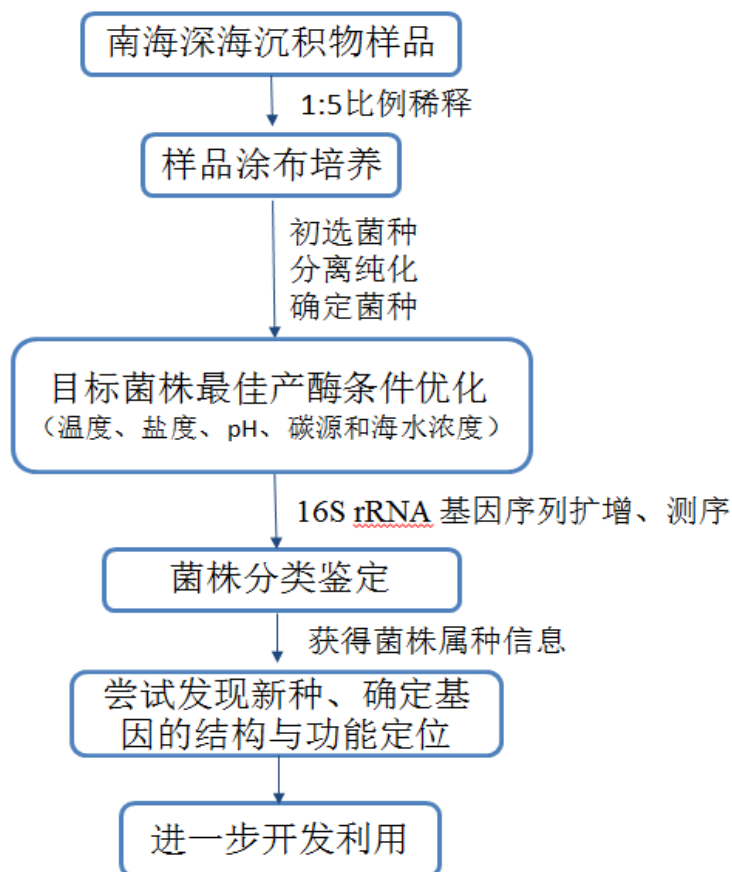 南海深海沉积物样品
1:5比例稀释
样品涂布培养
初选菌种
分离纯化
确定菌种
目标菌株最佳产酶条件优化
（温度、盐度、pH、碳源和海水浓度）
16S rRNA 基因序列扩增、测序
菌株分类鉴定
获得菌株属种信息
尝试发现新种、确定基
因的结构与功能定位
进一步开发利用